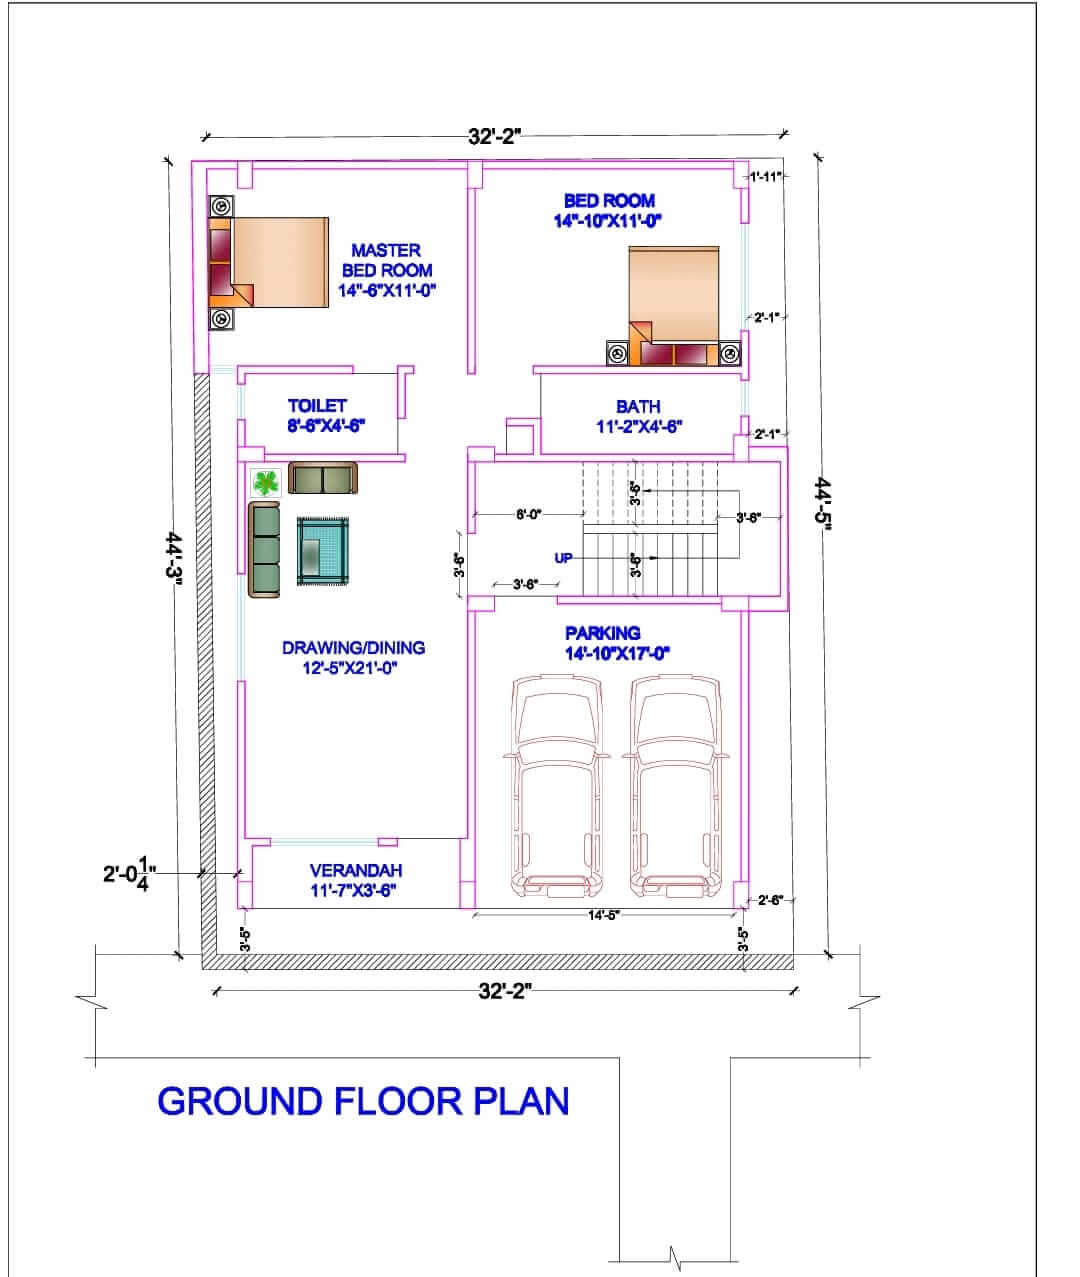 32'-2"
1'-11"
BED ROOM
14"-10"X11'-0"
MASTER
BED ROOM
14"-6"X11'-0"
2'-1"
TOILET
8'-6"X4'-6"
BATH
11'-2"X4'-6"
2'-1"
3'-6"
6'-0"
3'-6"
44'-5"
44'-3"
UP
3'-6"
3'-6"
3'-6"
PARKING
14'-10"X17'-0"
DRAWING/DINING
12'-5"X21'-0"
2'-0 1/4"
VERANDAH
11'-7"X3'-6"
2'-6"
14'-5"
3'-5"
3'-5"
32'-2"
GROUND FLOOR PLAN